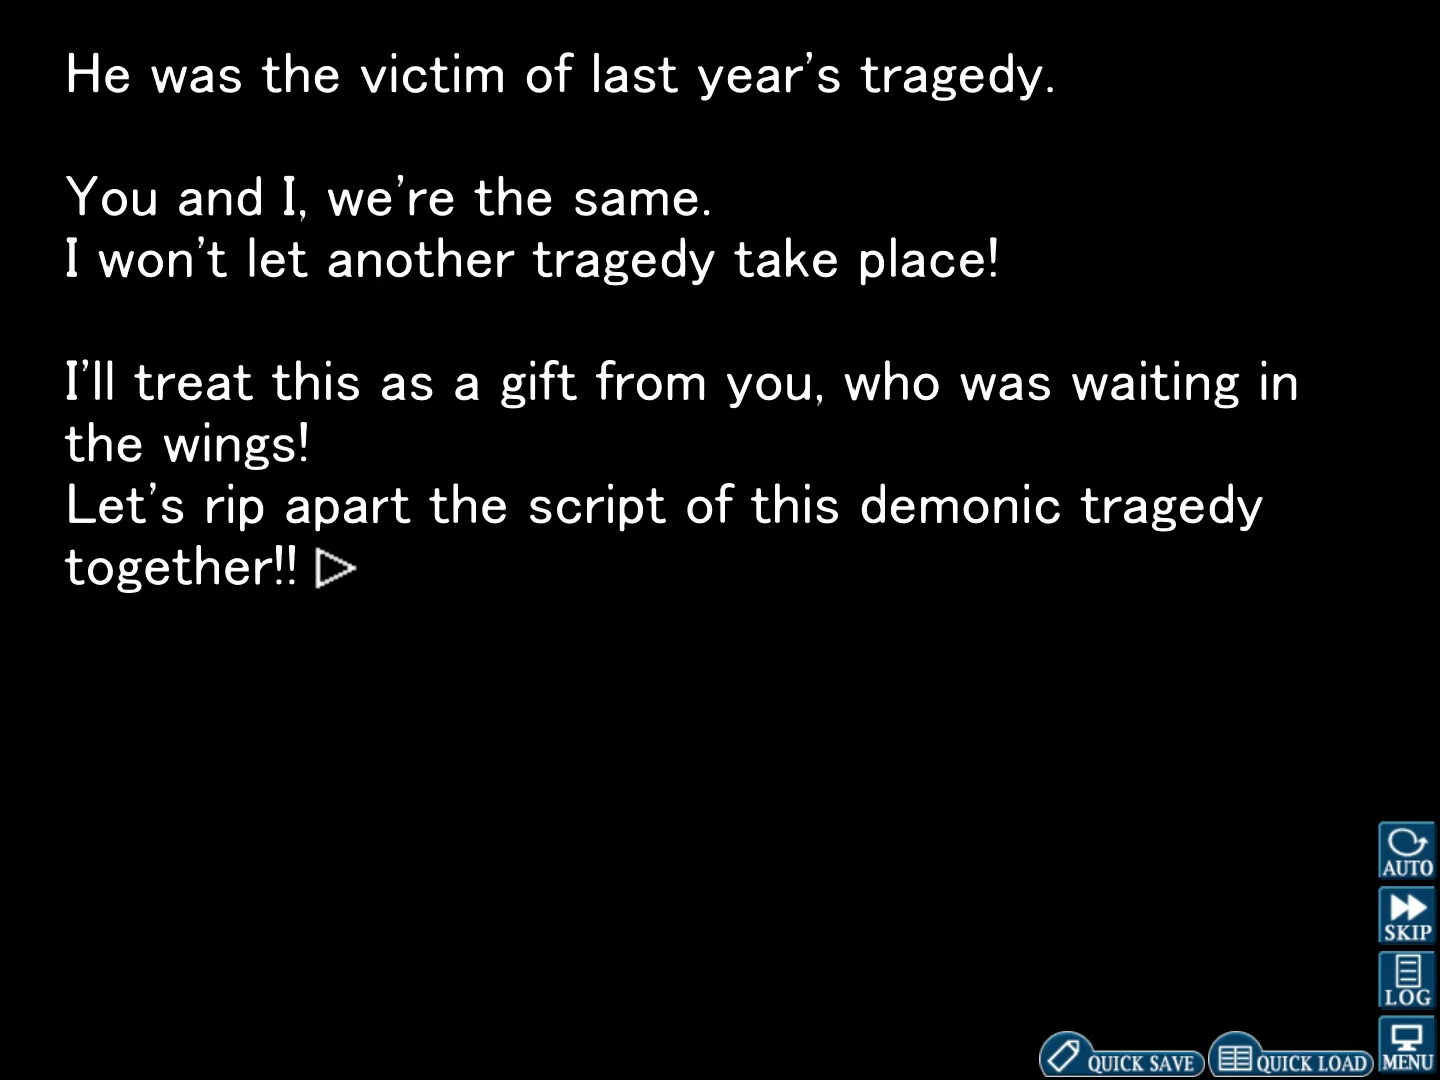 He was the victim of last year's tragedy.
You and I, we're the same.
I won't let another tragedy take place!
I'll treat this as a gift from you, who was waiting in
the wings!
Let's rip apart the script of this demonic tragedy
together!!
AUTO
SKIP
LOG
QUICK SAVE
QUICK LOAD
MENU